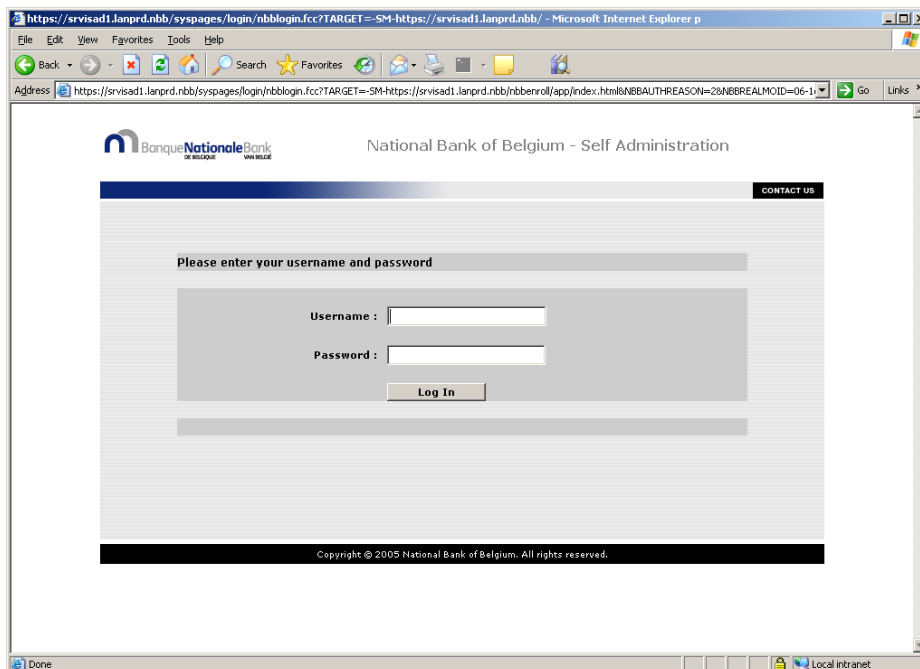 https://srvisad1.lanprd.nbb/syspages/login/nbblogin.fcc?TARGET=-SM-https://srvisad1.lanprd.nbb/ - Microsoft Internet Explorer p
File Edit View Favorites Tools Help
Back Search Favorites
Address https://srvisad1.lanprd.nbb/syspages/login/nbblogin.fcc?TARGET=-SM-https://srvisad1.lanprd.nbb/nbbenroll/app/index.html&NBBAUTHREASON=2&NBBREALMOID=06-1 Go Links
BanqueNationaleBank National Bank of Belgium - Self Administration
DE BELGIQUE VAN BELGIË
CONTACT US
Please enter your username and password
Username :
Password :
Log In
Copyright © 2005 National Bank of Belgium. All rights reserved.
Done Local intranet